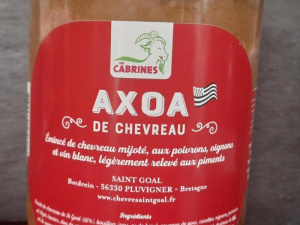 LES
CABRINES
AXOA
DE CHEVREAU
Émincé de chevreau mijoté, aux poivrons, oignons
et vin blanc, légèrement relevé aux piments
SAINT GOAL
Botdrein - 56330 PLUVIGNER - Bretagne
www.chevresaintgoal.fr
Ingrédients